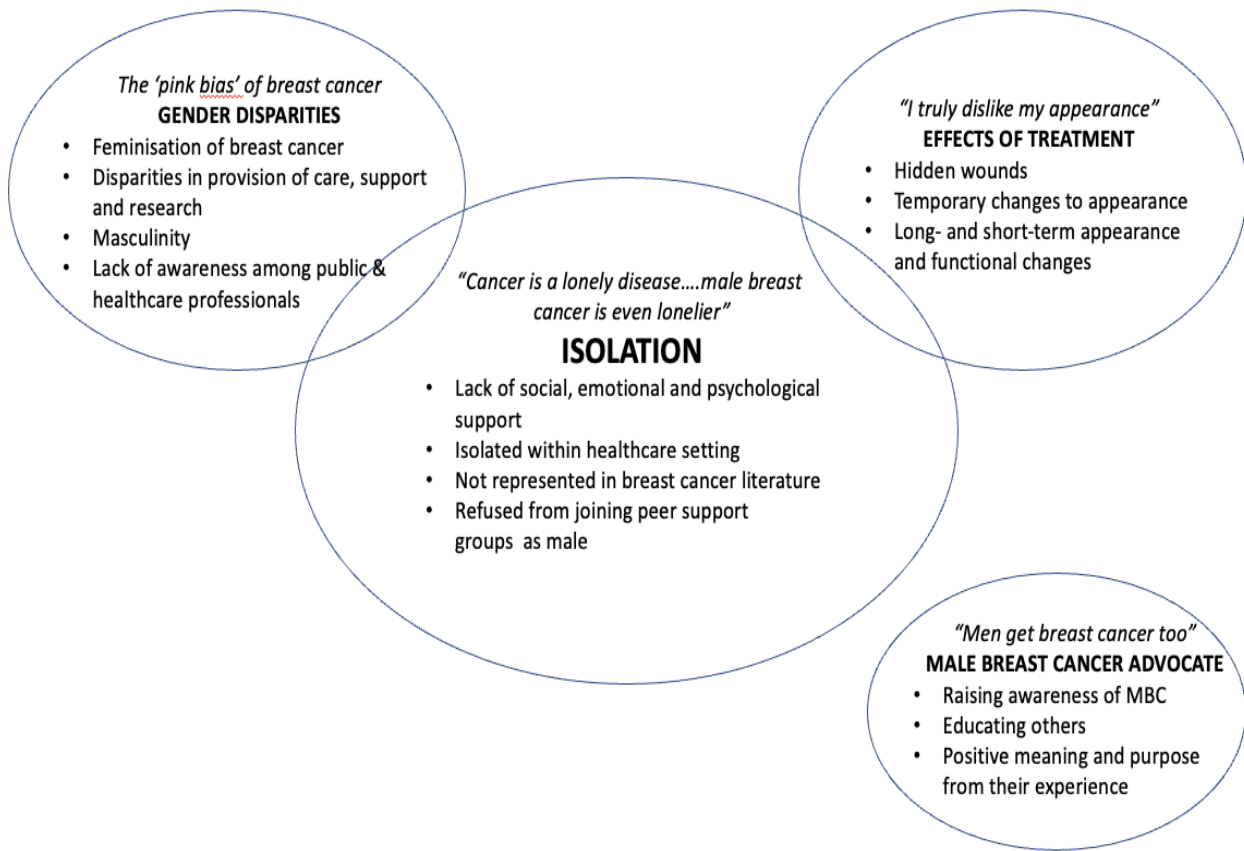 The ‘pink bias’ of breast cancer
GENDER DISPARITIES
• Feminisation of breast cancer
• Disparities in provision of care, support
and research
• Masculinity
• Lack of awareness among public &
healthcare professionals
“I truly dislike my appearance”
EFFECTS OF TREATMENT
• Hidden wounds
• Temporary changes to appearance
• Long- and short-term appearance
and functional changes
“Cancer is a lonely disease….male breast
cancer is even lonelier”
ISOLATION
• Lack of social, emotional and psychological
support
• Isolated within healthcare setting
• Not represented in breast cancer literature
• Refused from joining peer support
groups  as male
“Men get breast cancer too”
MALE BREAST CANCER ADVOCATE
• Raising awareness of MBC
• Educating others
• Positive meaning and purpose
from their experience